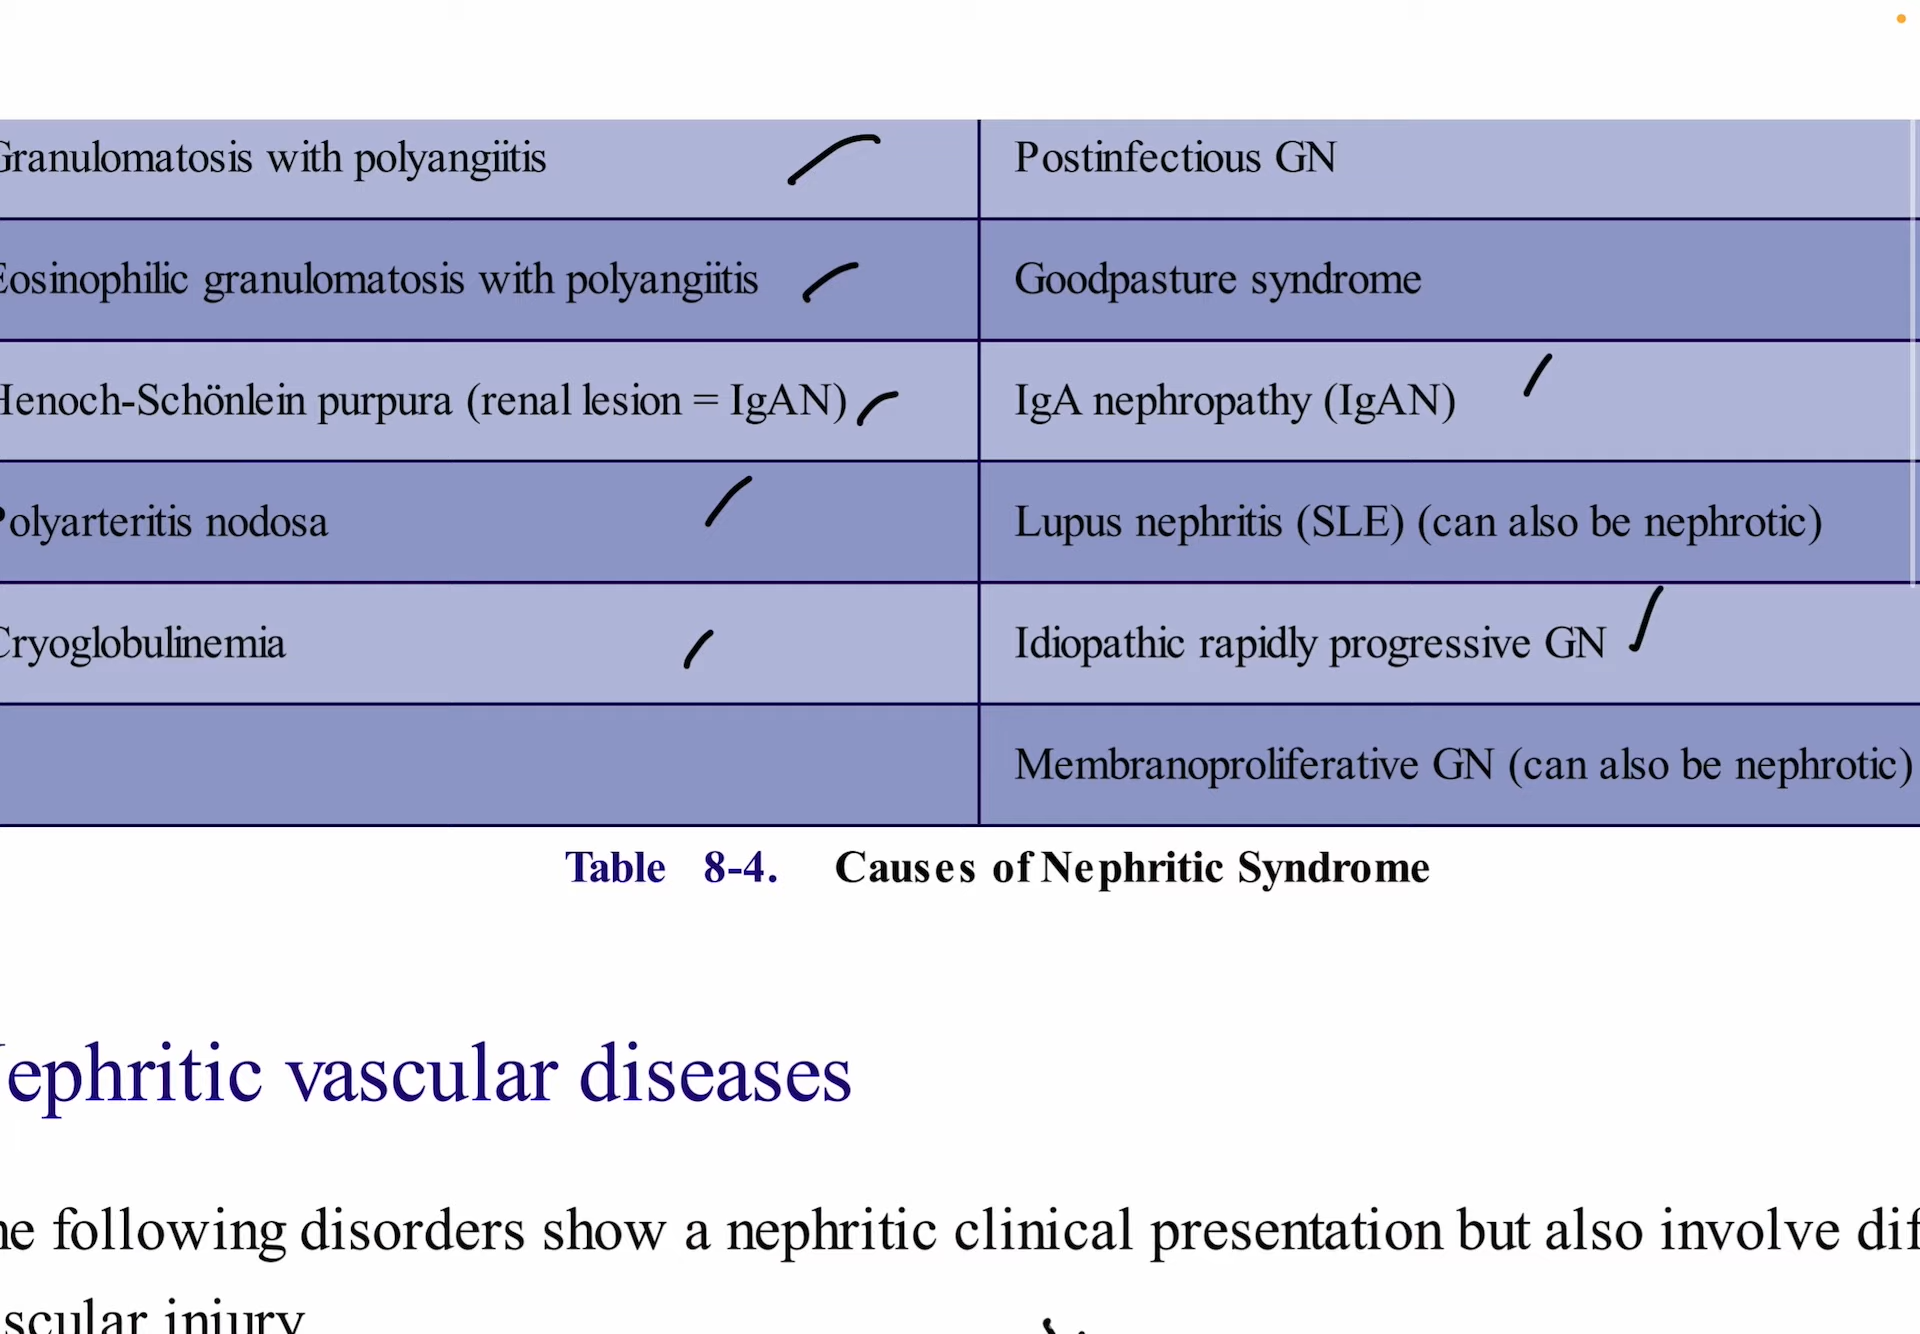 Granulomatosis with polyangiitis Postinfectious GN
Eosinophilic granulomatosis with polyangiitis Goodpasture syndrome
Henoch-Schönlein purpura (renal lesion = IgAN) IgA nephropathy (IgAN)
Polyarteritis nodosa Lupus nephritis (SLE) (can also be nephrotic)
Cryoglobulinemia Idiopathic rapidly progressive GN
Membranoproliferative GN (can also be nephrotic)
Table 8-4. Causes of Nephritic Syndrome
Nephritic vascular diseases
he following disorders show a nephritic clinical presentation but also involve dif
scular injury